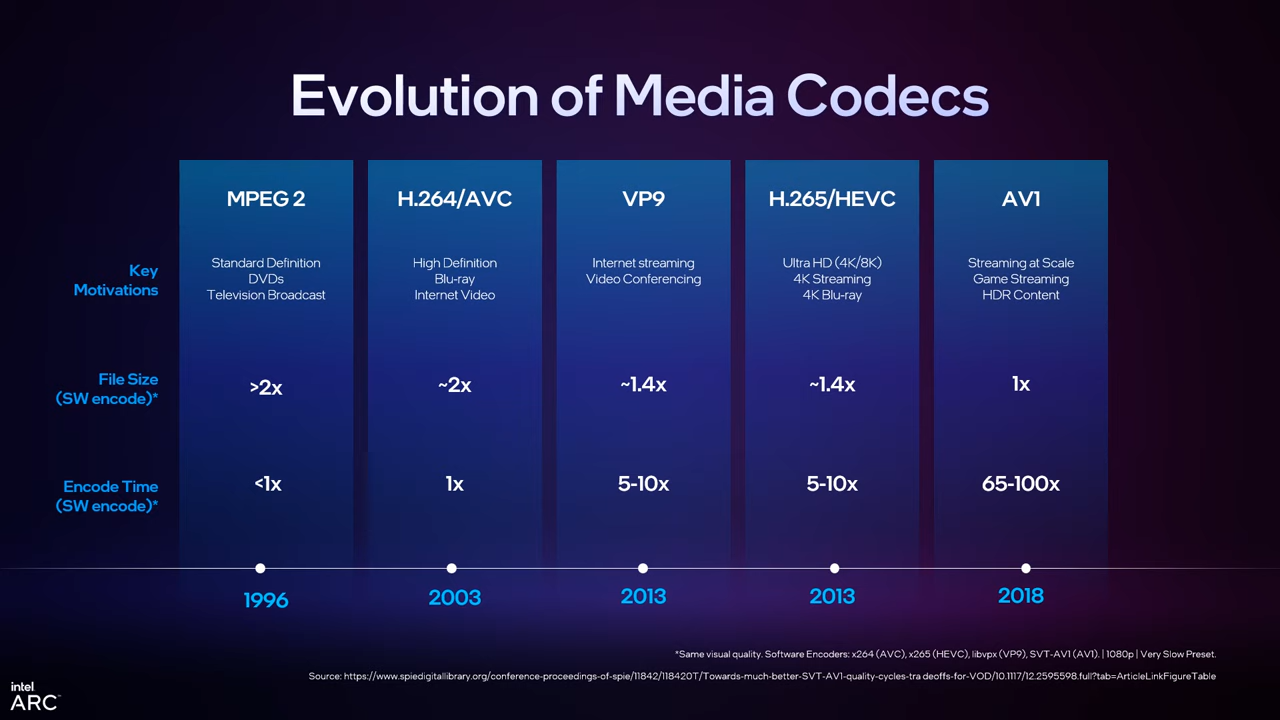 Evolution of Media Codecs
MPEG 2
H.264/AVC
VP9
H.265/HEVC
AV1
Key
Motivations
Standard Definition
DVDs
Television Broadcast
High Definition
Blu-ray
Internet Video
Internet streaming
Video Conferencing
Ultra HD (4K/8K)
4K Streaming
4K Blu-ray
Streaming at Scale
Game Streaming
HDR Content
File Size
(SW encode)*
>2x
~2x
~1.4x
~1.4x
1x
Encode Time
(SW encode)*
<1x
1x
5-10x
5-10x
65-100x
1996
2003
2013
2013
2018
*Same visual quality. Software Encoders: x264 (AVC), x265 (HEVC), libvpx (VP9), SVT-AV1 (AV1). | 1080p | Very Slow Preset.
Source: https://www.spiedigitallibrary.org/conference-proceedings-of-spie/11842/118420T/Towards-much-better-SVT-AV1-quality-cycles-tra deoffs-for-VOD/10.1117/12.2595598.full?tab=ArticleLinkFigureTable
intel
ARC™